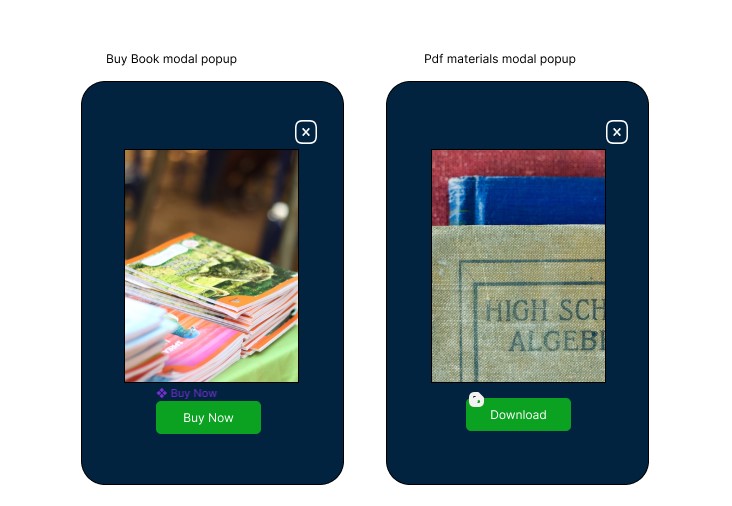 Buy Book modal popup
Pdf materials modal popup
HIGH SCH
ALGEB
Buy Now
Buy Now
Download